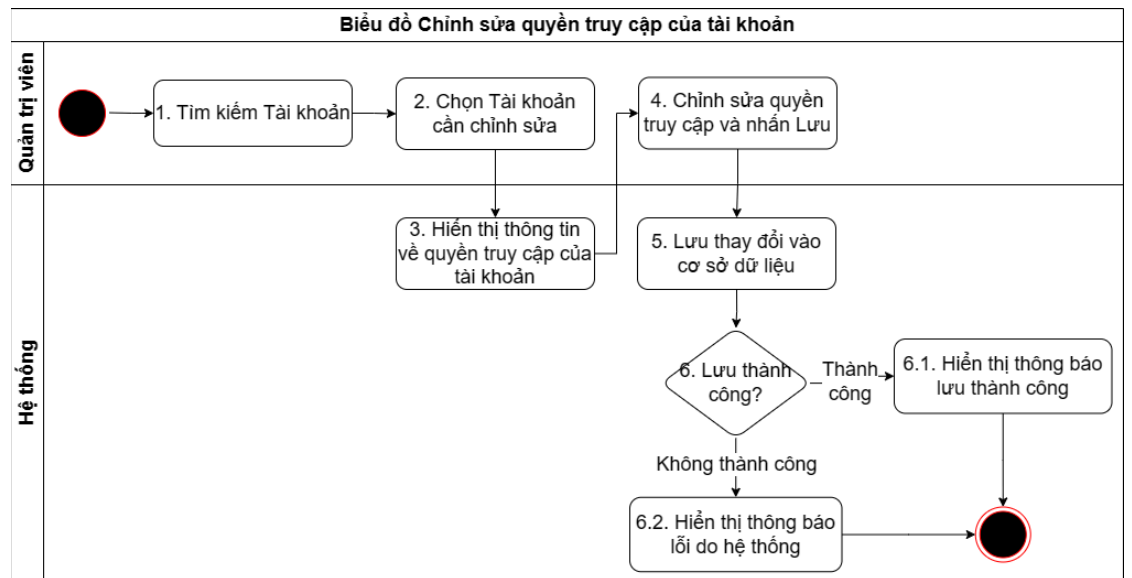 Biểu đồ Chỉnh sửa quyền truy cập của tài khoản
Quản trị viên
1. Tìm kiếm Tài khoản
2. Chọn Tài khoản
cần chỉnh sửa
4. Chỉnh sửa quyền
truy cập và nhấn Lưu
Hệ thống
3. Hiển thị thông tin
về quyền truy cập của
tài khoản
5. Lưu thay đổi vào
cơ sở dữ liệu
6. Lưu thành
công?
Thành
công
6.1. Hiển thị thông báo
lưu thành công
Không thành công
6.2. Hiển thị thông báo
lỗi do hệ thống